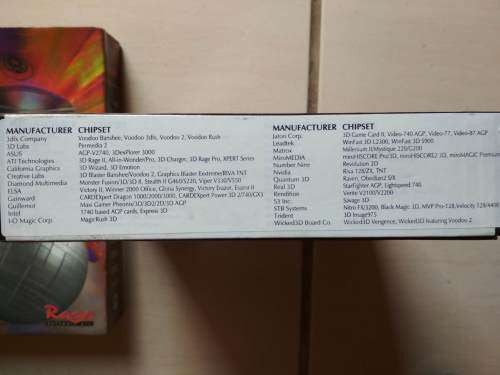 MANUFACTURER CHIPSET
3dfx Company Voodoo Banshee, Voodoo 3dfx, Voodoo 2, Voodoo Rush
3D Labs Permedia 2
ASUS AGP-V2740, 3DexPlorer 3000
ATI Technologies 3D Rage II, All-in-Wonder/Pro, 3D Charger, 3D Rage Pro, XPERT Series
California Graphics 3D Wizard, 3D Emotion
Creative Labs 3D Blaster Banshee/Voodoo 2, Graphics Blaster Extreme/RIVA TNT
Diamond Multimedia Monster Fusion/3D/3D II, Stealth II G460/S220, Viper V330/V550
ELSA Victory II, Winner 2000 Office, Gloria Synergy, Victory Erazor, Erazor II
Gainward CARDEXpert Dragon 1000/2000/3000, CARDEXpert Power 3D 2/740/GX3
Guillemot Maxi Gamer Phoenix/3D/3D2/2D/3D AGP
Intel i740 based AGP cards, Express 3D
I-O Magic Corp. MagicRush 3D
MANUFACTURER CHIPSET
Jaton Corp. 3D Game Card II, Video-740 AGP, Video-77, Video-87 AGP
Leadtek WinFast 3D L2300, WinFast 3D S900
Matrox Millenium II/Mystique 220/G200
MiroMEDIA miroHISCORE Pro/3D, miroHISCORE2 3D, miroMAGIC Premium
Number Nine Revolution 3D
Nvidia Riva 128/ZX, TNT
Quantum 3D Raven, Obsidian2 S/
Real 3D Starfighter AGP, Lightspeed 740
Rendition Verite V2100/V2200
S3 Inc. Savage 3D
STB Systems Nitro FX/3200, Black Magic 3D, MVP Pro-128, Velocity 128/4400
Trident 3D Image975
Wicked3D Board Co. Wicked3D Vengence, Wicked3D featuring Voodoo 2
Rage